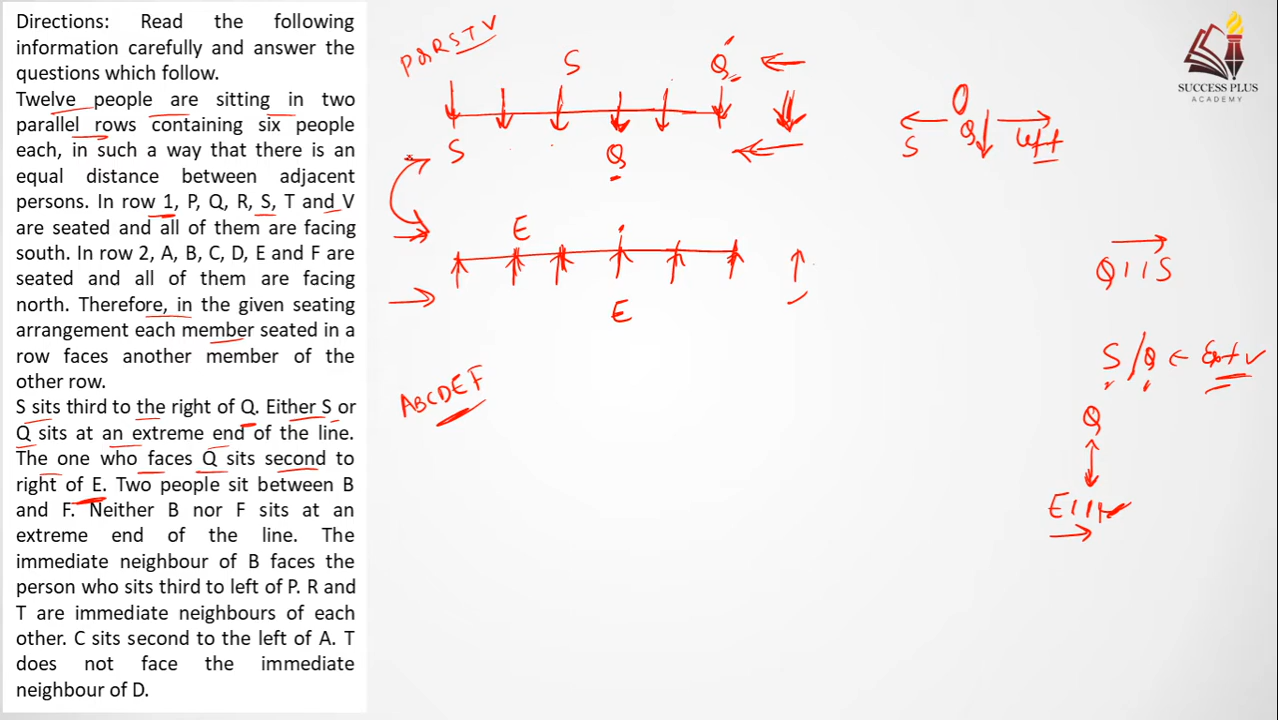 Directions: Read the following
information carefully and answer the
questions which follow.
Twelve people are sitting in two
parallel rows containing six people
each, in such a way that there is an
equal distance between adjacent
persons. In row 1, P, Q, R, S, T and V
are seated and all of them are facing
south. In row 2, A, B, C, D, E and F are
seated and all of them are facing
north. Therefore, in the given seating
arrangement each member seated in a
row faces another member of the
other row.
S sits third to the right of Q. Either S or
Q sits at an extreme end of the line.
The one who faces Q sits second to
right of E. Two people sit between B
and F. Neither B nor F sits at an
extreme end of the line. The
immediate neighbour of B faces the
person who sits third to left of P. R and
T are immediate neighbours of each
other. C sits second to the left of A. T
does not face the immediate
neighbour of D.
PQRSTV
S
Q
S
Q
E
E
ABCDEF
SUCCESS PLUS
ACADEMY
Q
S
left
Q
S
S/Q
Q
E